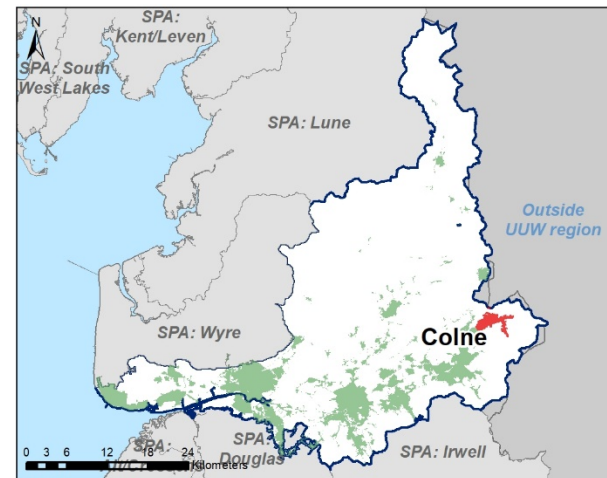 SPA:
Kent/Leven
N
SPA: South
West Lakes
SPA: Lune
Outside
UUW region
SPA: Wyre
Colne
SPA:
SPA:
Douglas
SPA: Irwell
0 3 6 12 18 24
Kilometers